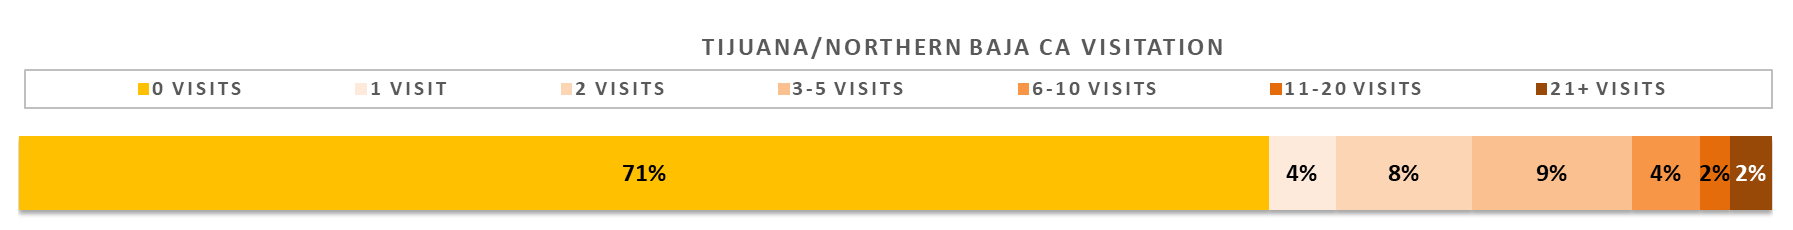 TIJUANA/NORTHERN BAJA CA VISITATION
0 VISITS 1 VISIT 2 VISITS 3-5 VISITS 6-10 VISITS 11-20 VISITS 21+ VISITS
71% 4% 8% 9% 4% 2% 2%